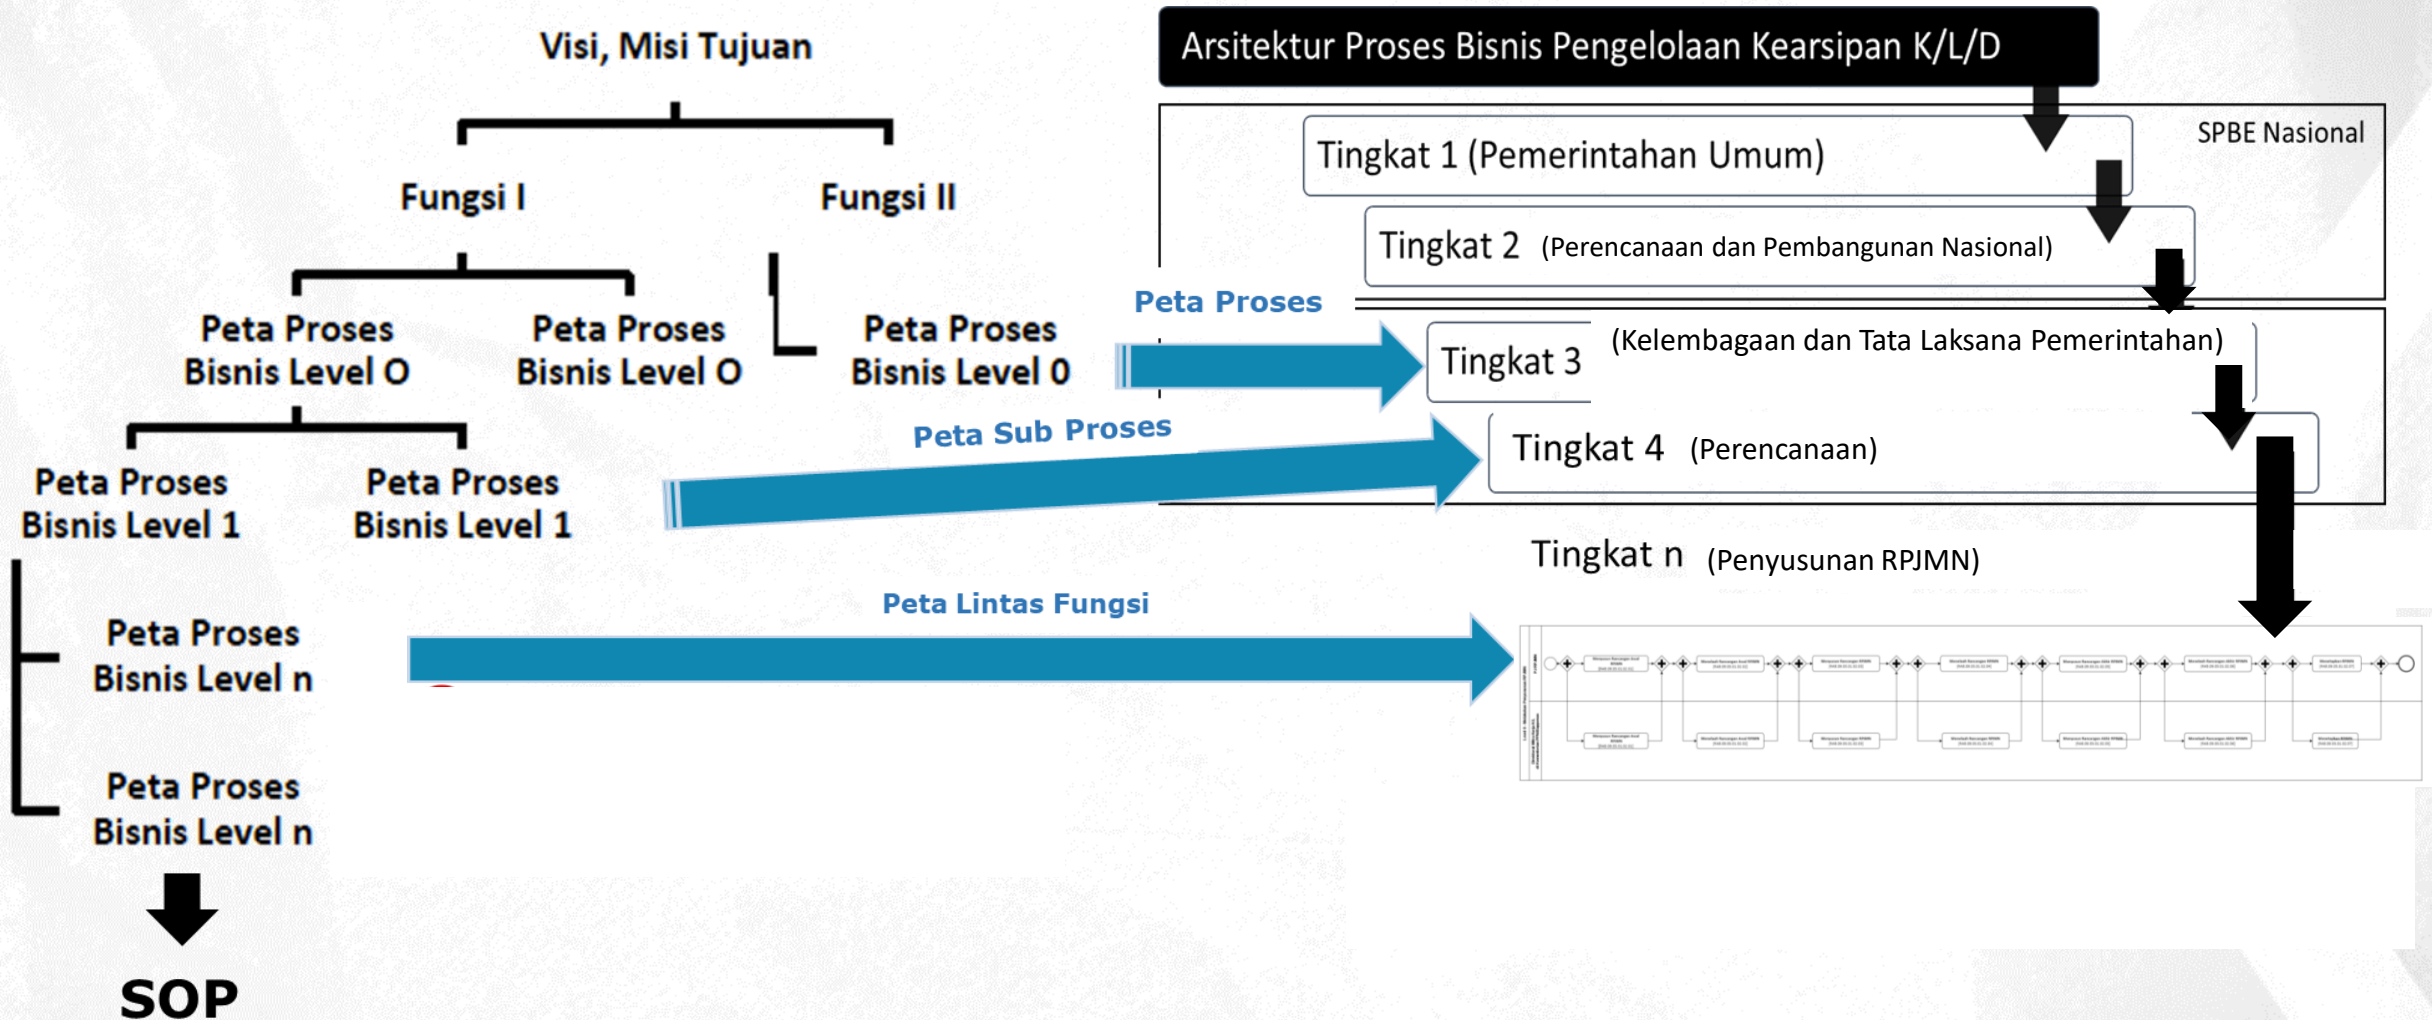 Visi, Misi Tujuan
Fungsi I
Fungsi II
Peta Proses
Bisnis Level O
Peta Proses
Bisnis Level O
Peta Proses
Bisnis Level 0
Peta Proses
Bisnis Level 1
Peta Proses
Bisnis Level 1
Peta Proses
Bisnis Level n
Peta Proses
Bisnis Level n
SOP
Peta Proses
Peta Sub Proses
Peta Lintas Fungsi
Arsitektur Proses Bisnis Pengelolaan Kearsipan K/L/D
SPBE Nasional
Tingkat 1 (Pemerintahan Umum)
Tingkat 2 (Perencanaan dan Pembangunan Nasional)
Tingkat 3 (Kelembagaan dan Tata Laksana Pemerintahan)
Tingkat 4 (Perencanaan)
Tingkat n (Penyusunan RPJMN)